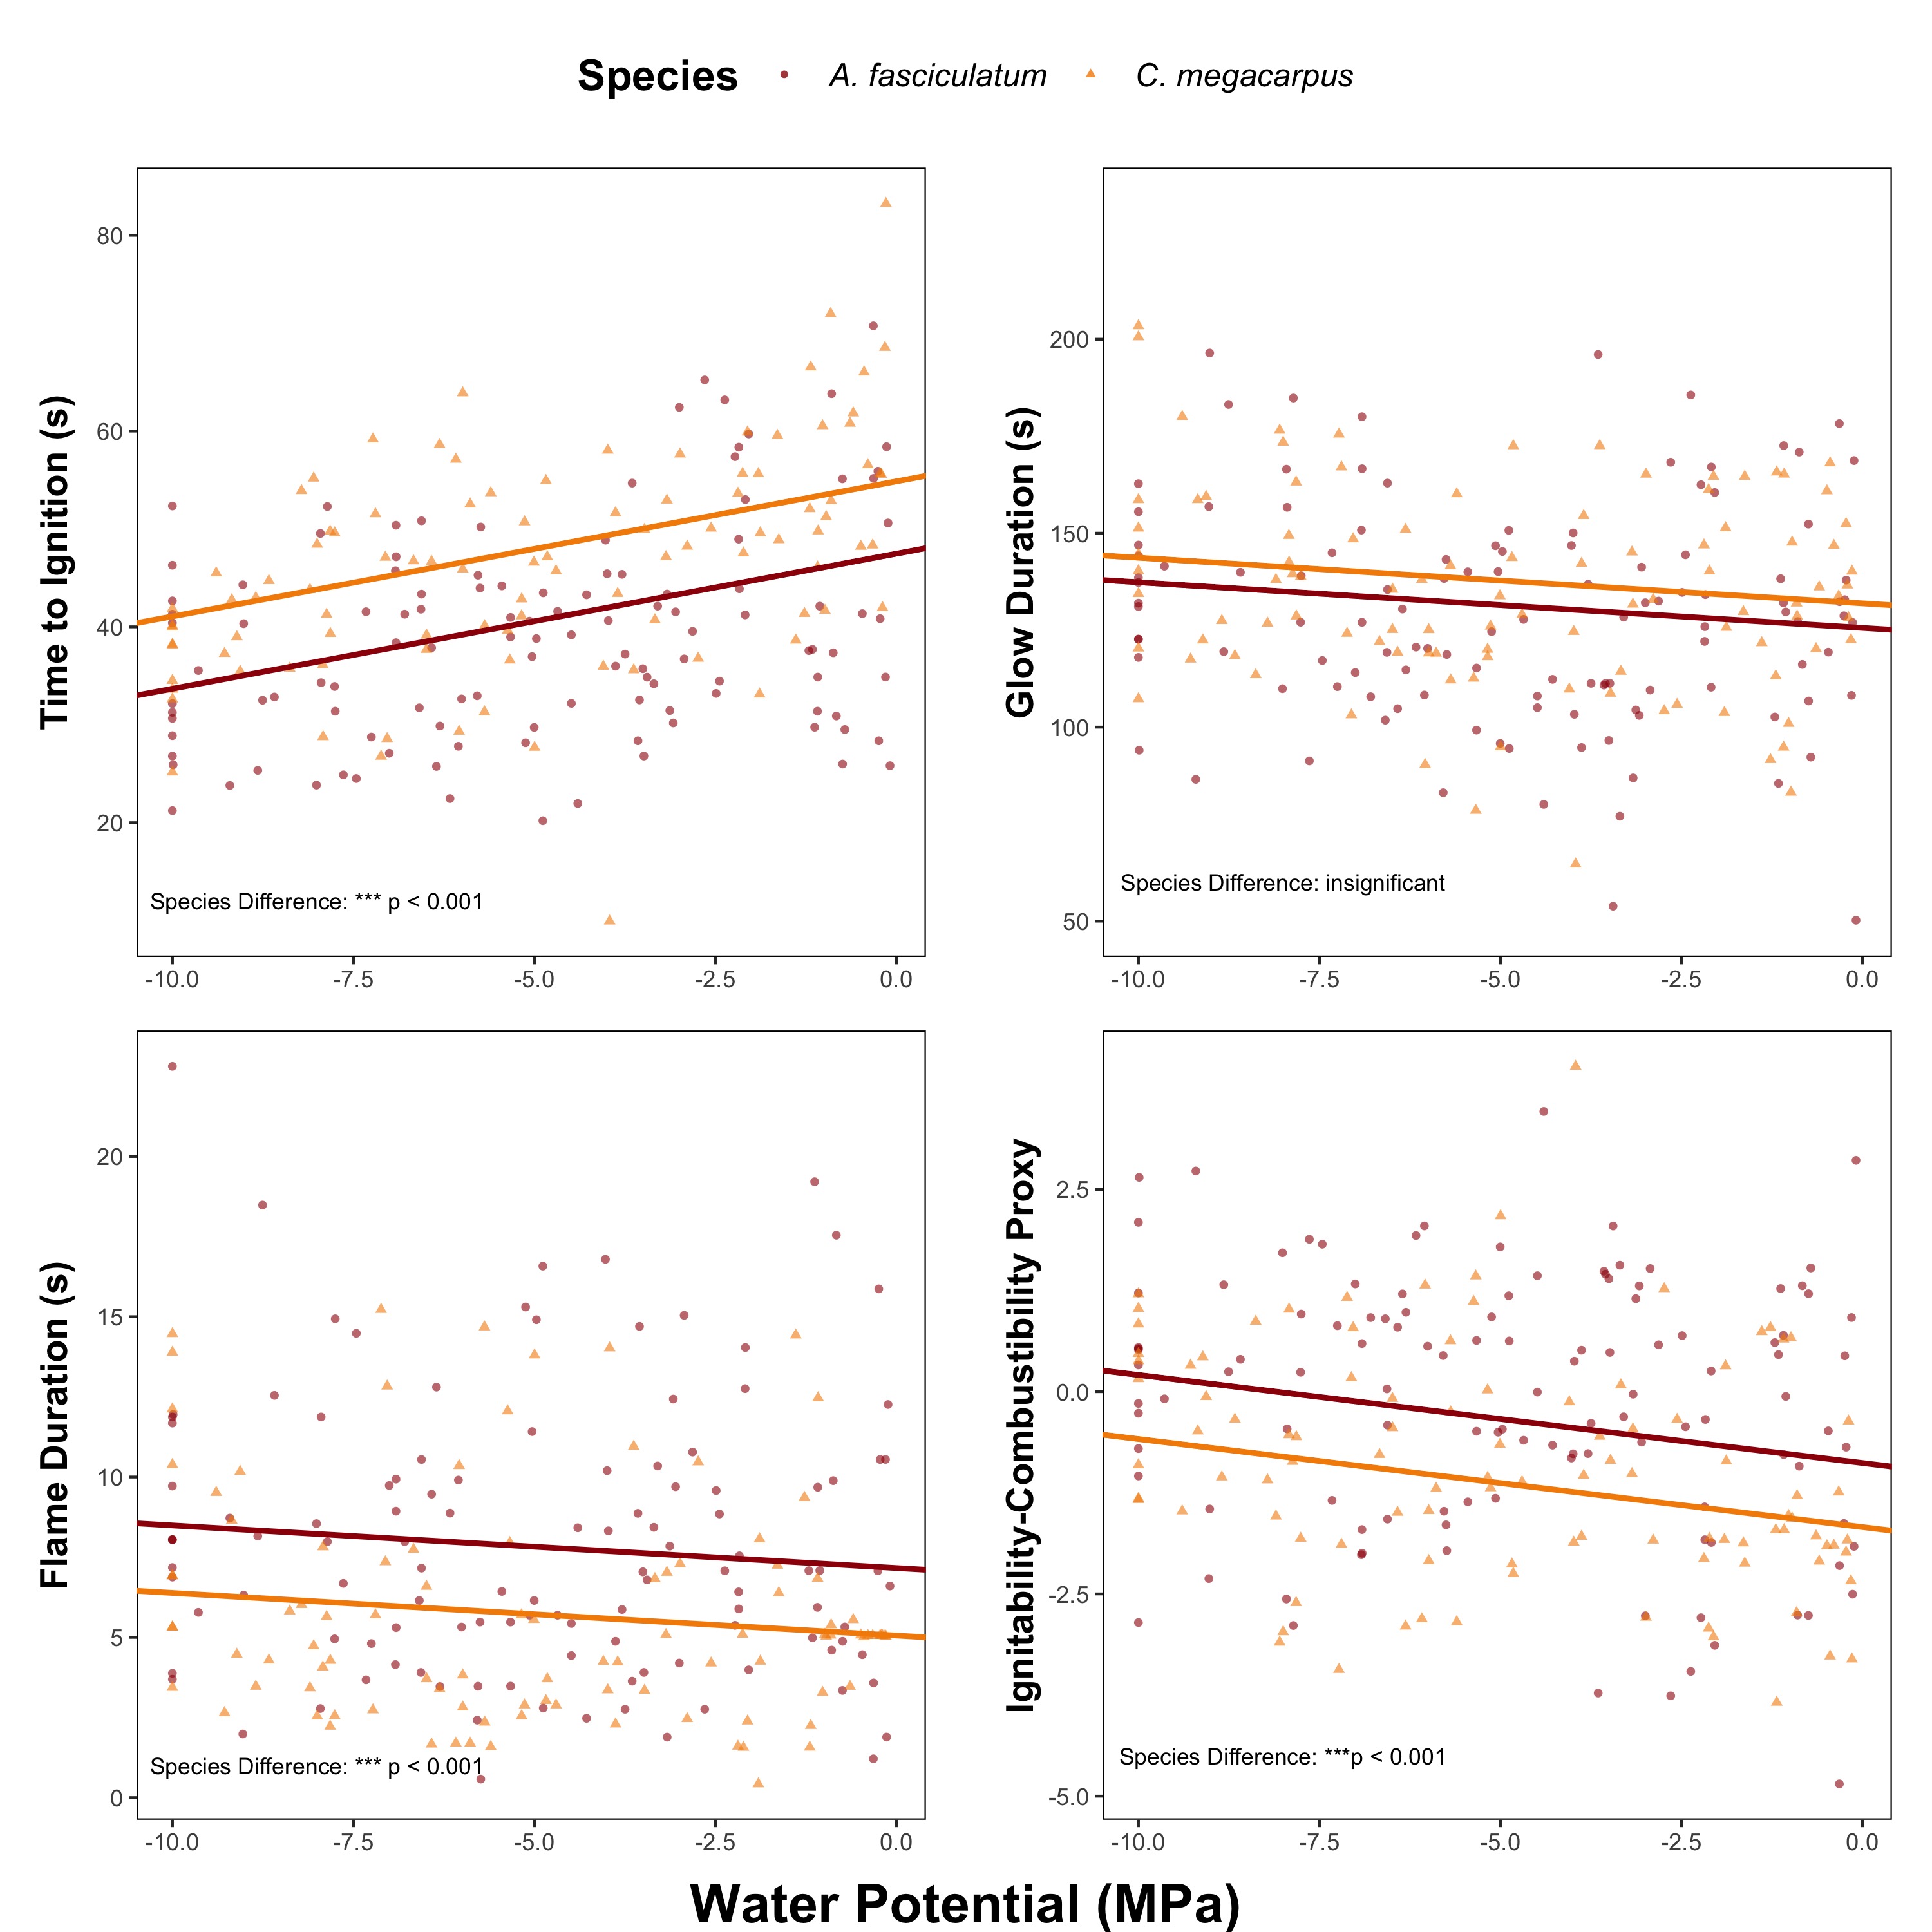 Species A. fasciculatum C. megacarpus
Time to Ignition (s)
80
60
40
20
Species Difference: *** p < 0.001
-10.0 -7.5 -5.0 -2.5 0.0
Glow Duration (s)
200
150
100
50
Species Difference: insignificant
-10.0 -7.5 -5.0 -2.5 0.0
Flame Duration (s)
20
15
10
5
0
Species Difference: *** p < 0.001
-10.0 -7.5 -5.0 -2.5 0.0
Ignitability-Combustibility Proxy
2.5
0.0
-2.5
-5.0
Species Difference: ***p < 0.001
-10.0 -7.5 -5.0 -2.5 0.0
Water Potential (MPa)